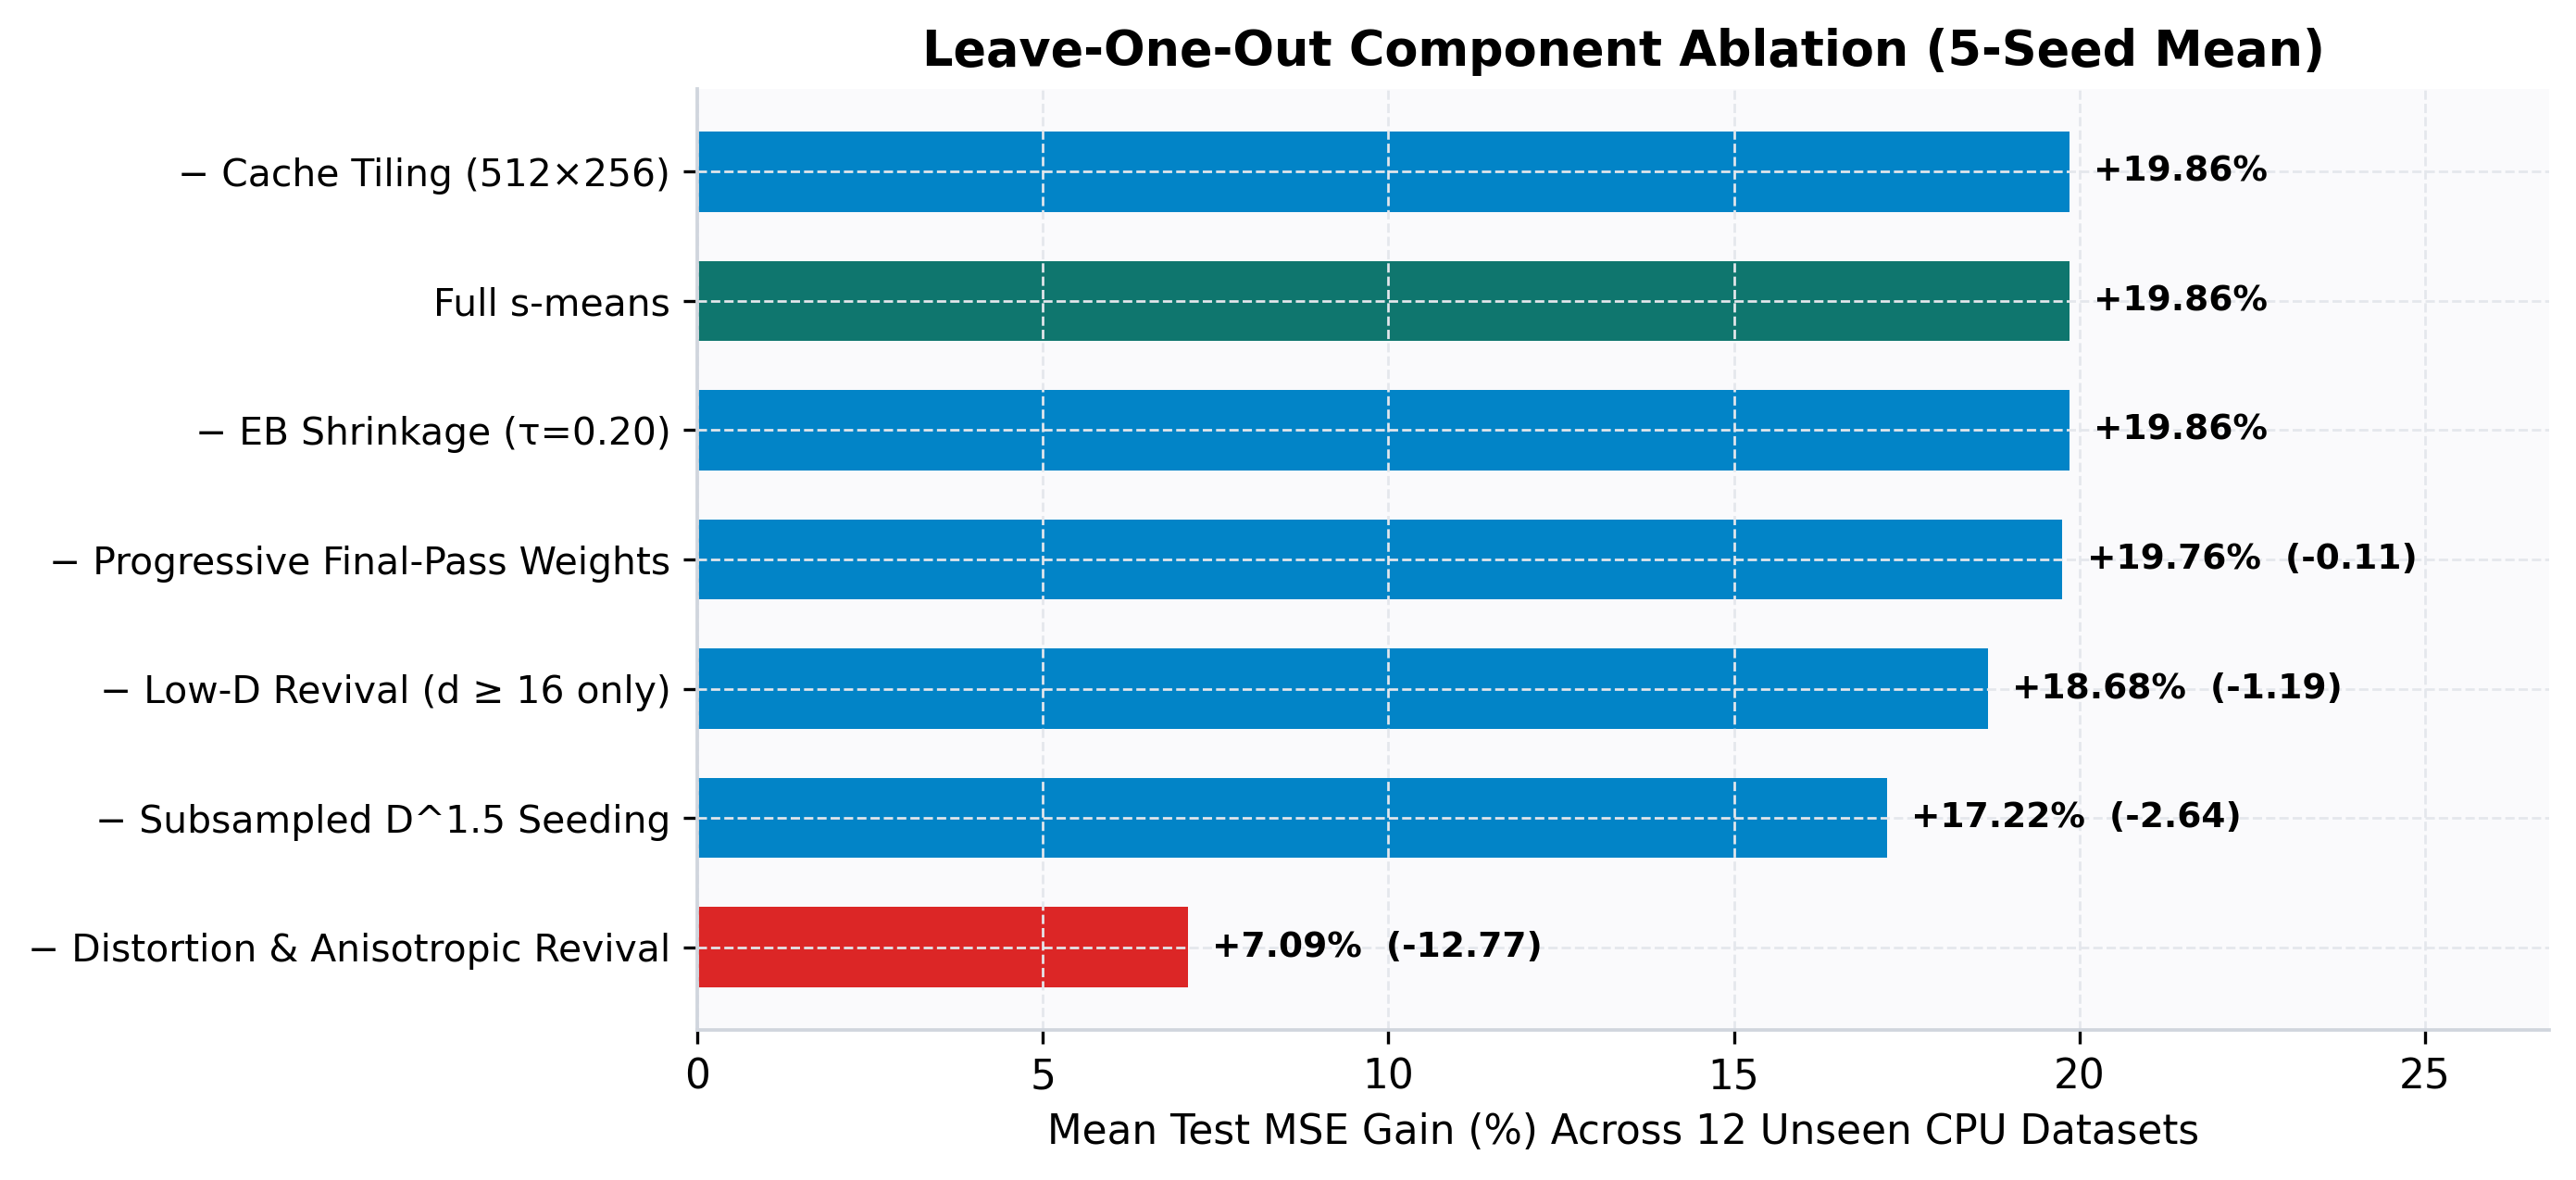 Leave-One-Out Component Ablation (5-Seed Mean)
− Cache Tiling (512×256) +19.86%
Full s-means +19.86%
− EB Shrinkage (τ=0.20) +19.86%
− Progressive Final-Pass Weights +19.76% (-0.11)
− Low-D Revival (d ≥ 16 only) +18.68% (-1.19)
− Subsampled D^1.5 Seeding +17.22% (-2.64)
− Distortion & Anisotropic Revival +7.09% (-12.77)
0 5 10 15 20 25
Mean Test MSE Gain (%) Across 12 Unseen CPU Datasets